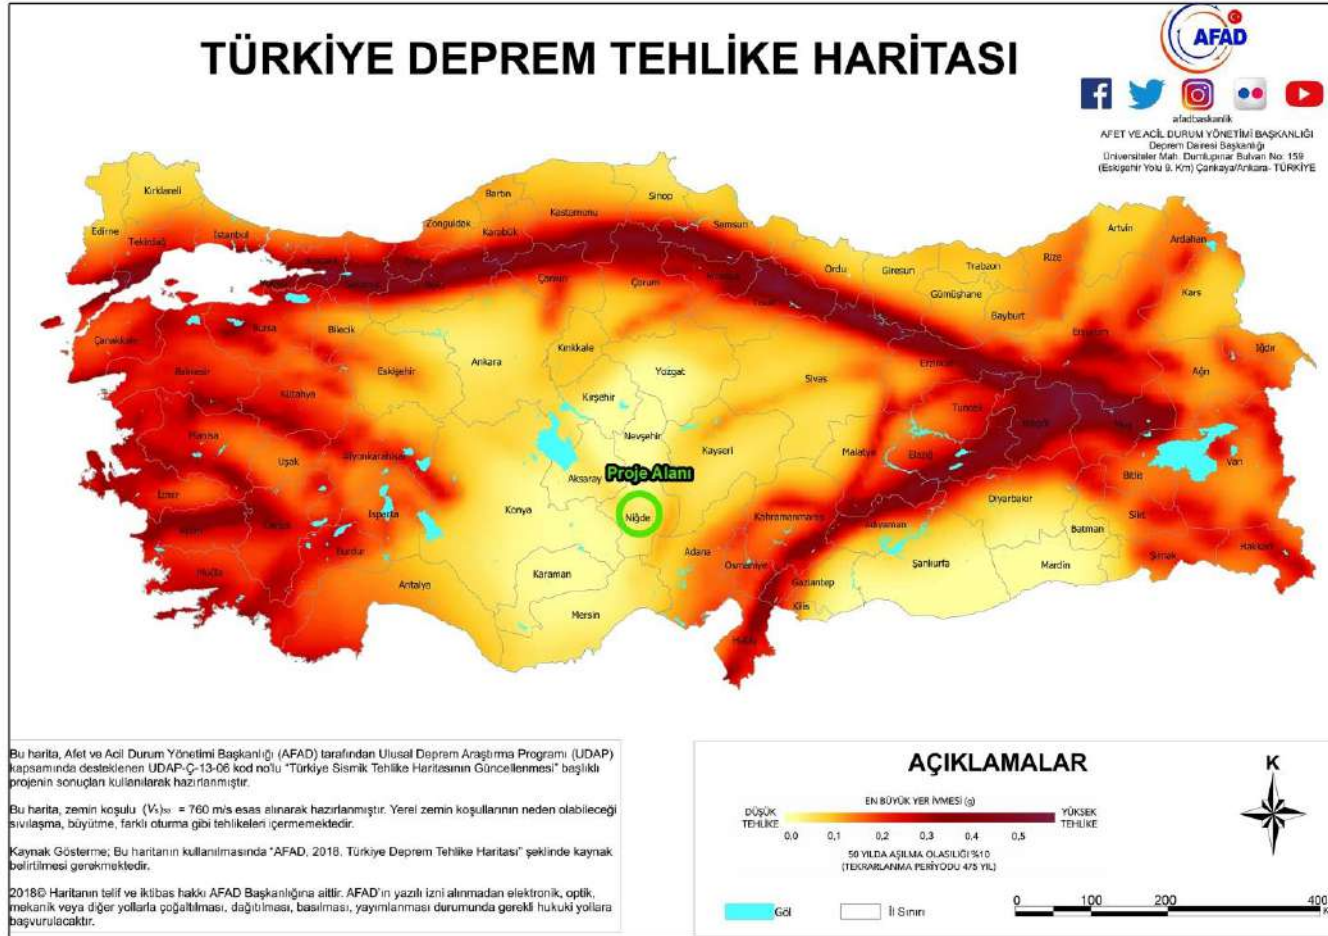 TÜRKİYE DEPREM TEHLİKE HARİTASI
AFAD
afadbaskanlik
AFET VE ACİL DURUM YÖNETİMİ BAŞKANLIĞI
Deprem Dairesi Başkanlığı
Üniversiteler Mah. Dumlupınar Bulvarı No: 159
(Eskişehir Yolu 9. Km) Çankaya/Ankara- TÜRKİYE
Kırklareli
Edirne
Tekirdağ
İstanbul
Zonguldak
Bartın
Karabük
Kastamonu
Sinop
Samsun
Ordu
Giresun
Trabzon
Rize
Artvin
Ardahan
Kars
Gümüşhane
Bayburt
Erzurum
Iğdır
Ağrı
Çankırı
Çorum
Çanakkale
Bursa
Bilecik
Balıkesir
Kütahya
Eskişehir
Ankara
Kırıkkale
Yozgat
Sivas
Erzincan
Tunceli
Bingöl
Muş
Kırşehir
Nevşehir
Kayseri
Malatya
Elazığ
Bitlis
Van
Manisa
Uşak
Afyonkarahisar
Aksaray
Proje Alanı
Niğde
İzmir
Isparta
Konya
Kahramanmaraş
Adıyaman
Diyarbakır
Batman
Siirt
Şırnak
Hakkari
Burdur
Muğla
Antalya
Karaman
Mersin
Adana
Osmaniye
Gaziantep
Kilis
Şanlıurfa
Mardin
Hatay
Bu harita, Afet ve Acil Durum Yönetimi Başkanlığı (AFAD) tarafından Ulusal Deprem Araştırma Programı (UDAP)
kapsamında desteklenen UDAP-Ç-13-06 kod no'lu "Türkiye Sismik Tehlike Haritasının Güncellenmesi" başlıklı
projenin sonuçları kullanılarak hazırlanmıştır.
Bu harita, zemin koşulu (Vs)30 = 760 m/s esas alınarak hazırlanmıştır. Yerel zemin koşullarının neden olabileceği
sıvılaşma, büyütme, farklı oturma gibi tehlikeleri içermemektedir.
Kaynak Gösterme; Bu haritanın kullanılmasında "AFAD, 2018. Türkiye Deprem Tehlike Haritası" şeklinde kaynak
belirtilmesi gerekmektedir.
2018© Haritanın telif ve iktibas hakkı AFAD Başkanlığına aittir. AFAD'ın yazılı izni alınmadan elektronik, optik,
mekanik veya diğer yollarla çoğaltılması, dağıtılması, basılması, yayımlanması durumunda gerekli hukuki yollara
başvurulacaktır.
AÇIKLAMALAR
EN BÜYÜK YER İVMESİ (g)
DÜŞÜK TEHLİKE
YÜKSEK TEHLİKE
0,0 0,1 0,2 0,3 0,4 0,5
50 YILDA AŞILMA OLASILIĞI %10
(TEKRARLANMA PERİYODU 475 YIL)
Göl
İl Sınırı
K
0 100 200 400
K